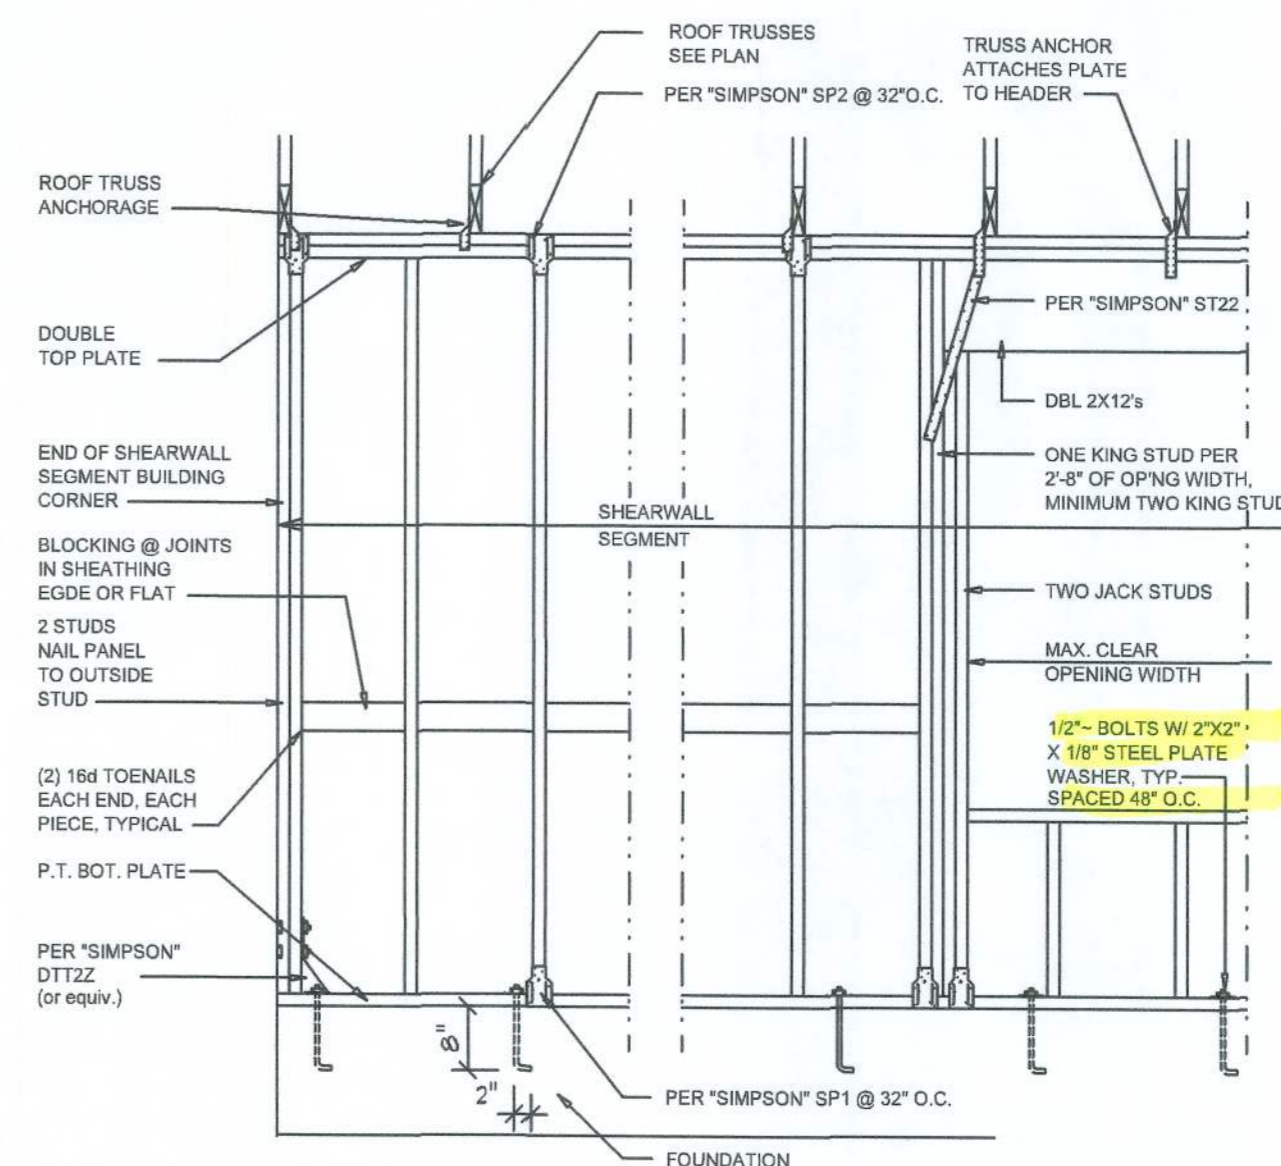 ROOF TRUSSES
SEE PLAN
PER "SIMPSON" SP2 @ 32"O.C.
TRUSS ANCHOR
ATTACHES PLATE
TO HEADER
ROOF TRUSS
ANCHORAGE
DOUBLE
TOP PLATE
PER "SIMPSON" ST22
DBL 2X12's
END OF SHEARWALL
SEGMENT BUILDING
CORNER
ONE KING STUD PER
2'-8" OF OP'NG WIDTH,
MINIMUM TWO KING STUD
SHEARWALL
SEGMENT
BLOCKING @ JOINTS
IN SHEATHING
EGDE OR FLAT
TWO JACK STUDS
2 STUDS
NAIL PANEL
TO OUTSIDE
STUD
MAX. CLEAR
OPENING WIDTH
1/2"~ BOLTS W/ 2"X2"
X 1/8" STEEL PLATE
WASHER, TYP.
SPACED 48" O.C.
(2) 16d TOENAILS
EACH END, EACH
PIECE, TYPICAL
P.T. BOT. PLATE
PER "SIMPSON"
DTT2Z
(or equiv.)
8"
2"
PER "SIMPSON" SP1 @ 32" O.C.
FOUNDATION